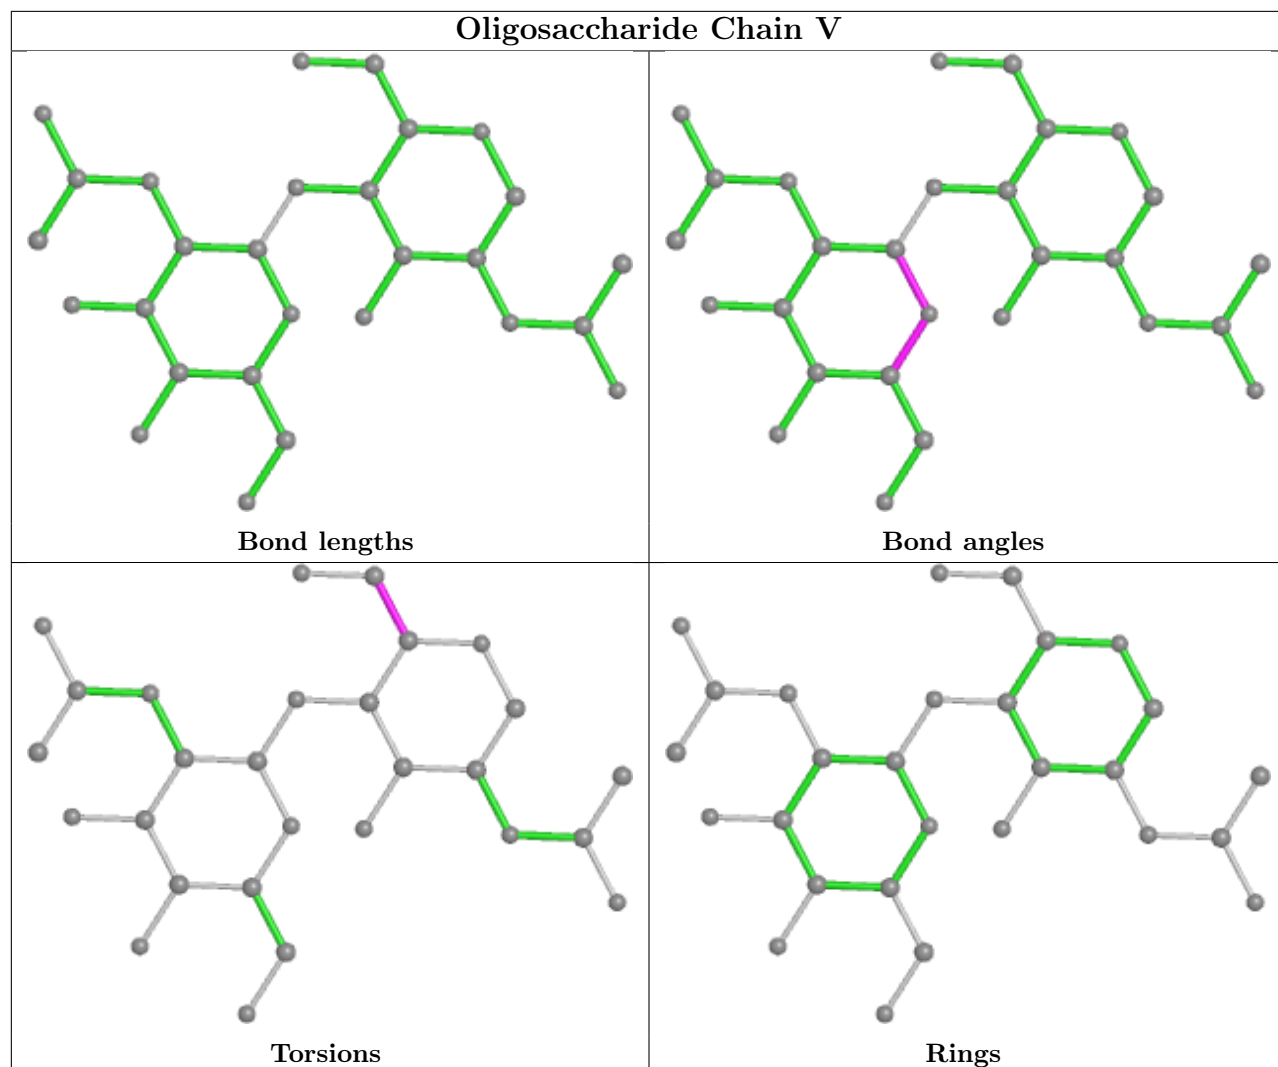 Oligosaccharide Chain V
Bond lengths
Bond angles
Torsions
Rings